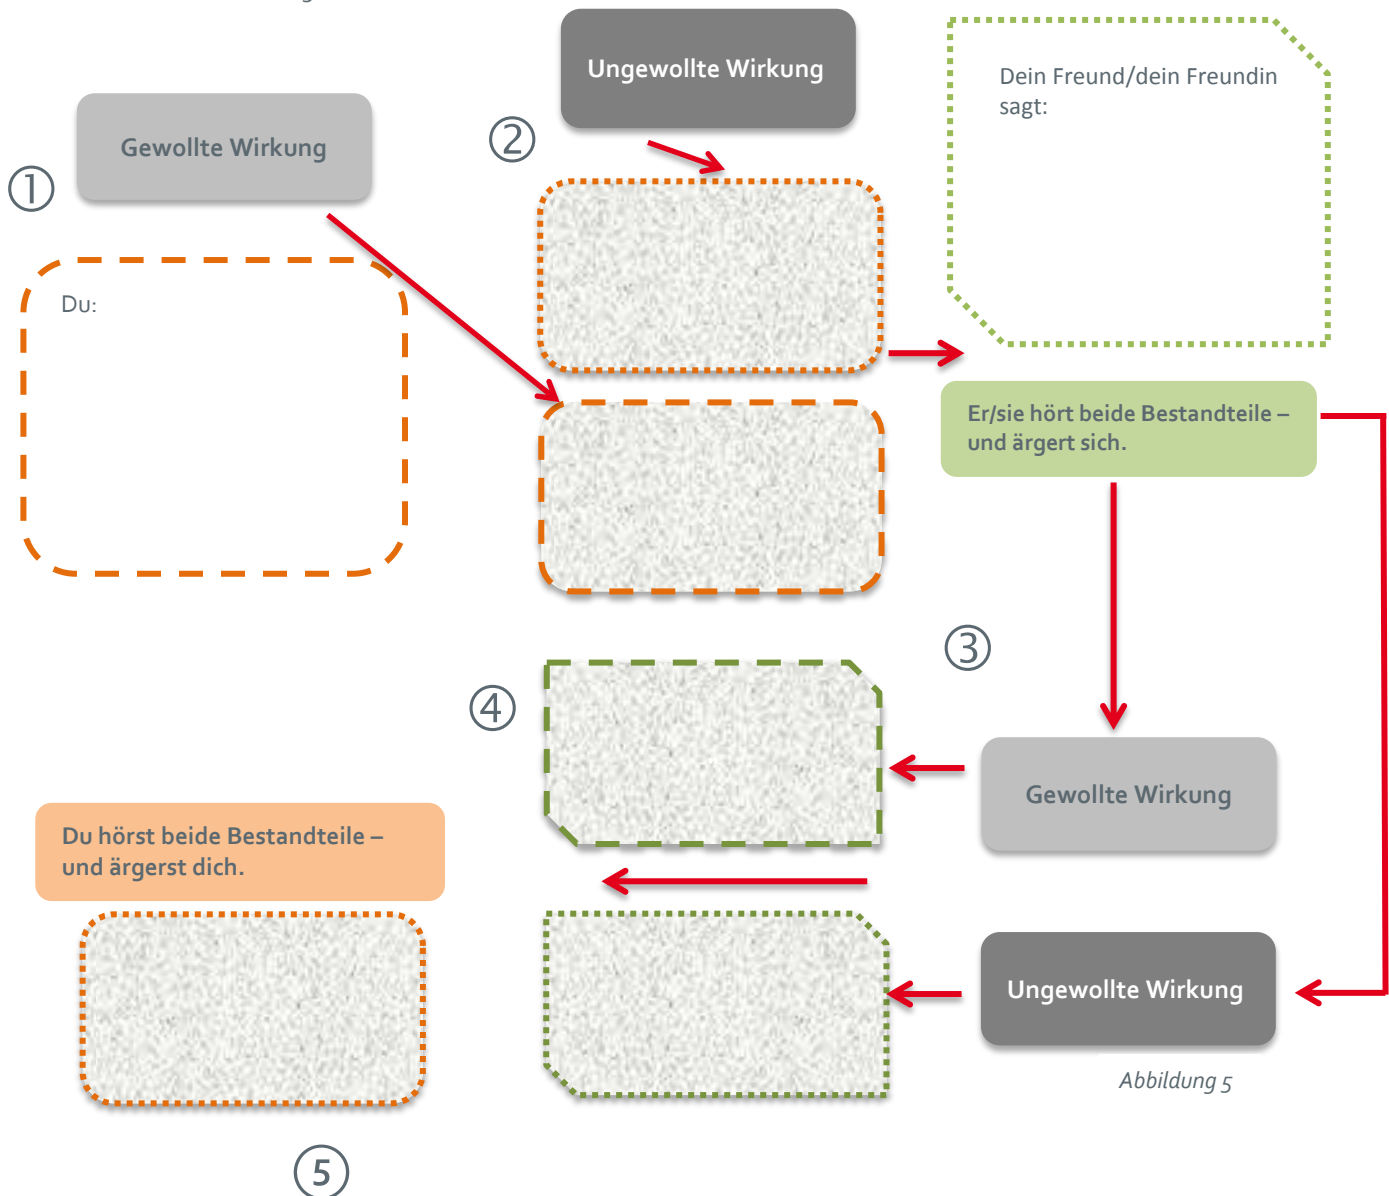 Ungewollte Wirkung
Dein Freund/dein Freundin
sagt:
Gewollte Wirkung
②
①
Du:
Er/sie hört beide Bestandteile –
und ärgert sich.
③
④
Gewollte Wirkung
Du hörst beide Bestandteile –
und ärgerst dich.
Ungewollte Wirkung
Abbildung 5
⑤